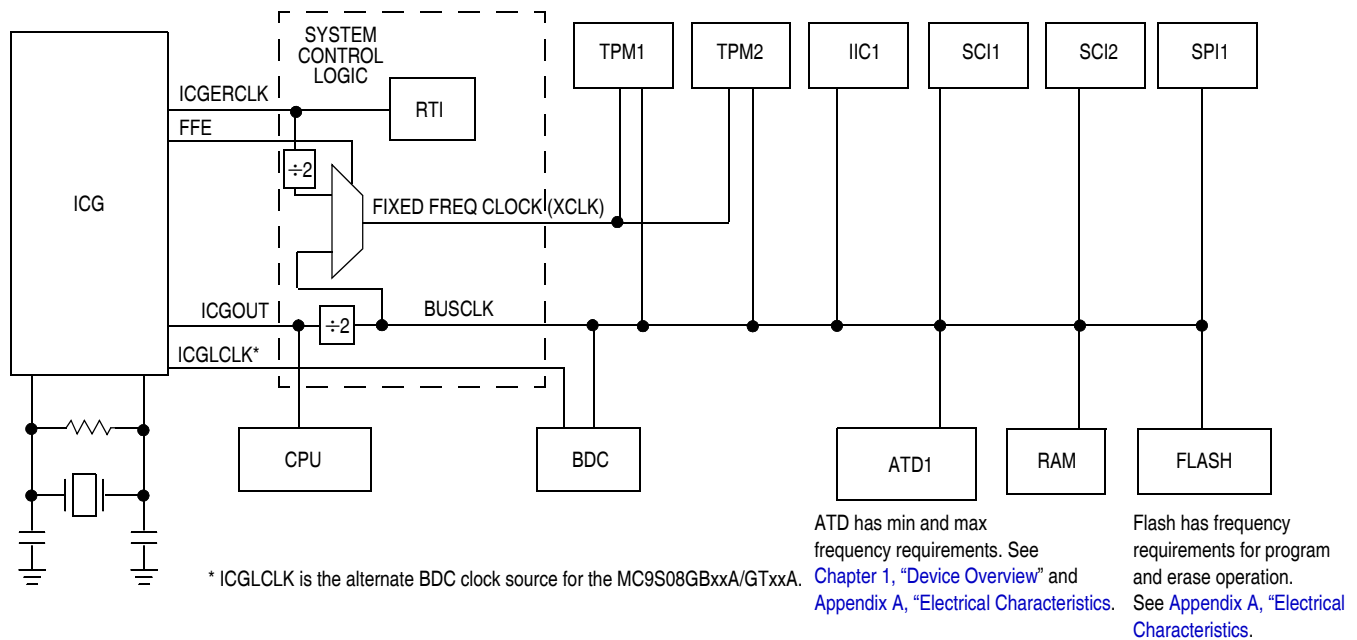 SYSTEM
CONTROL
LOGIC
TPM1
TPM2
IIC1
SCI1
SCI2
SPI1
ICGERCLK
RTI
FFE
÷2
ICG
FIXED FREQ CLOCK (XCLK)
ICGOUT
÷2
BUSCLK
ICGLCLK*
CPU
BDC
ATD1
RAM
FLASH
ATD has min and max
frequency requirements. See
Chapter 1, “Device Overview” and
Appendix A, “Electrical Characteristics.
Flash has frequency
requirements for program
and erase operation.
See Appendix A, “Electrical
Characteristics.
* ICGLCLK is the alternate BDC clock source for the MC9S08GBxxA/GTxxA.